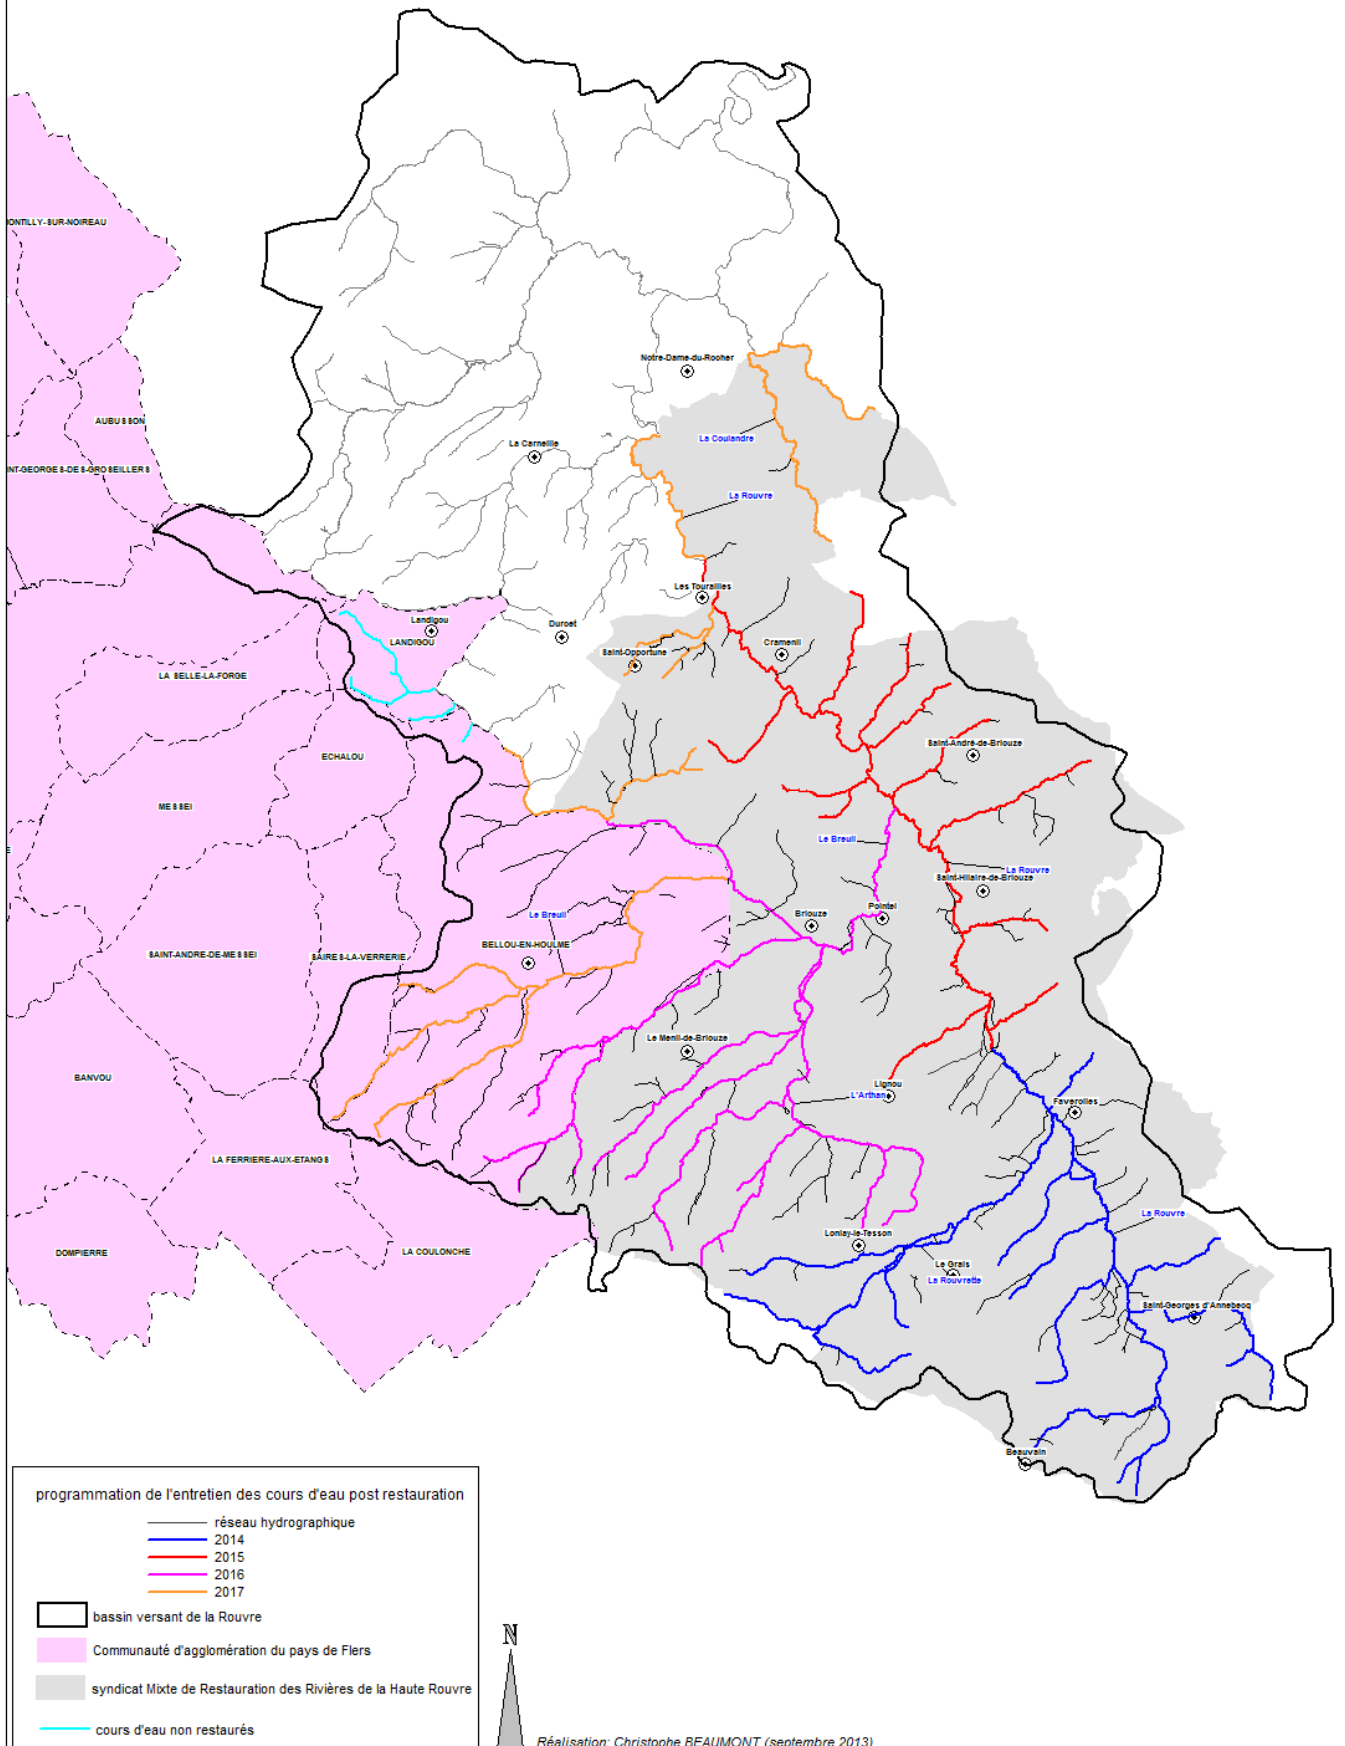 ONTILLY-SUR-NOIREAU
Notre-Dame-du-Rocher
AUBUSSON
La Coulandre
La Carneille
INT-GEORGES-DES-GROSEILLERS
La Rouvre
Les Tourailles
Landigou
Durcet
LANDIGOU
Cramenil
Saint-Opportune
LA SELLE-LA-FORGE
Saint-André-de-Briouze
ECHALOU
MESSEI
Le Breuil
E
La Rouvre
Saint-Hilaire-de-Briouze
Pointel
Le Breuil
Briouze
BELLOU-EN-HOULME
SAINT-ANDRE-DE-MESSEI
SAIRES-LA-VERRERIE
Le Menil-de-Briouze
BANVOU
Lignou
L'Arthan
Faverolles
LA FERRIERE-AUX-ETANGS
La Rouvre
Lonlay-le-Tesson
DOMPIERRE
LA COULONCHE
Le Grais
La Rouvrette
Saint-Georges d'Annebecq
Beauvain
programmation de l'entretien des cours d'eau post restauration
réseau hydrographique
2014
2015
2016
2017
bassin versant de la Rouvre
Communauté d'agglomération du pays de Flers
syndicat Mixte de Restauration des Rivières de la Haute Rouvre
cours d'eau non restaurés
N
Réalisation: Christophe BEAUMONT (septembre 2013)